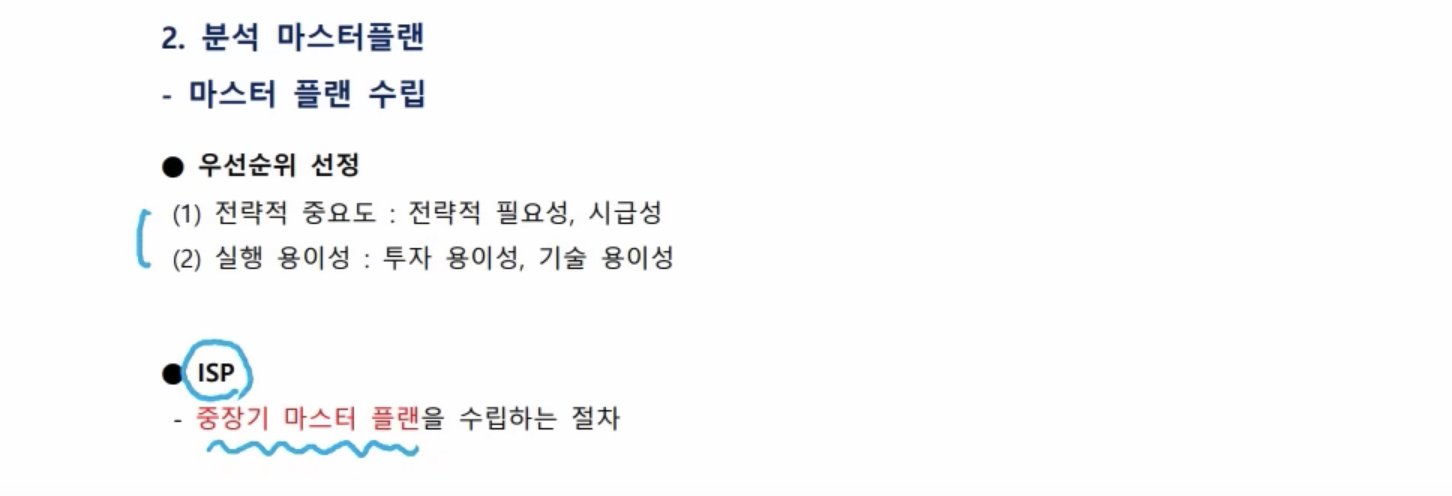 2. 분석 마스터플랜
- 마스터 플랜 수립
● 우선순위 선정
(1) 전략적 중요도 : 전략적 필요성, 시급성
(2) 실행 용이성 : 투자 용이성, 기술 용이성
● ISP
- 중장기 마스터 플랜을 수립하는 절차